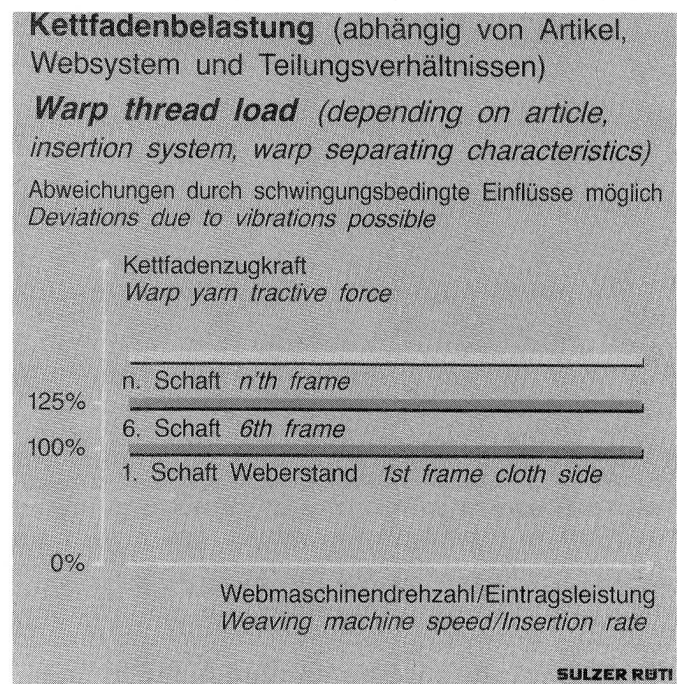 Kettfadenbelastung (abhängig von Artikel,
Websystem und Teilungsverhältnissen)
Warp thread load (depending on article,
insertion system, warp separating characteristics)
Abweichungen durch schwingungsbedingte Einflüsse möglich
Deviations due to vibrations possible
Kettfadenzugkraft
Warp yarn tractive force
n. Schaft n'th frame
125%
6. Schaft 6th frame
100%
1. Schaft Weberstand 1st frame cloth side
0%
Webmaschinendrehzahl/Eintragsleistung
Weaving machine speed/Insertion rate
SULZER RÜTI